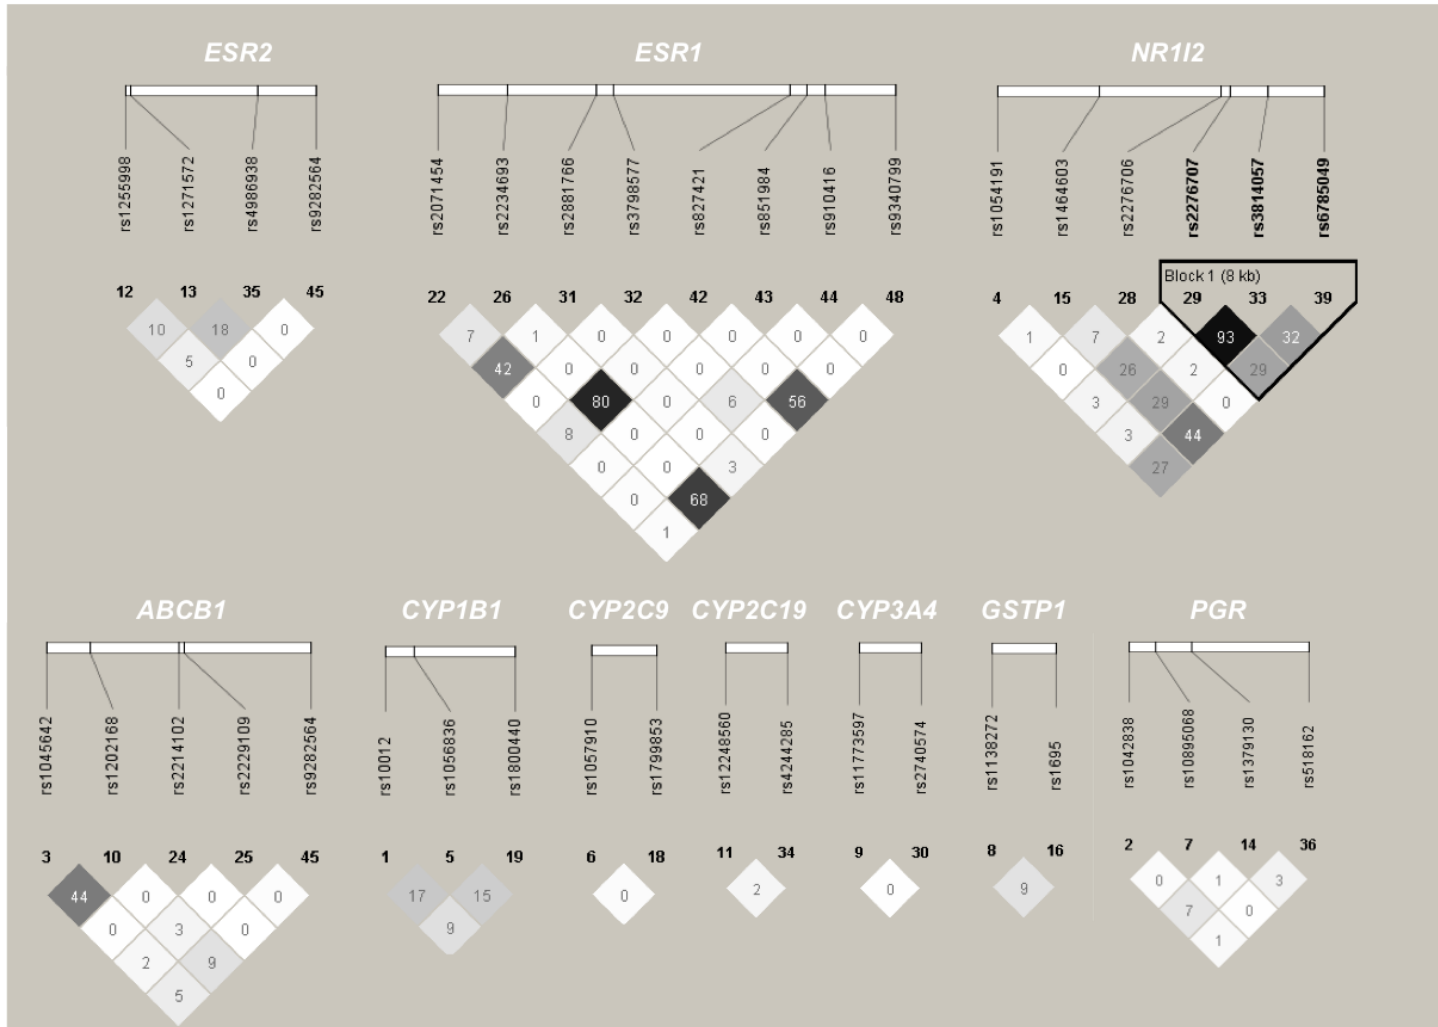 ESR2 ESR1 NR1I2
rs1255998 rs1271572 rs4986938 rs9282564 rs2071454 rs2234693 rs2881766 rs3798577 rs827421 rs851984 rs910416 rs9340799 rs1054191 rs1464603 rs2276706 rs2276707 rs3814057 rs6785049
Block 1 (8 kb)
12 13 35 45 22 26 31 32 42 43 44 48 4 15 28 29 33 39
10 18 0 7 1 0 0 0 0 0 1 7 2 93 32
5 0 42 0 0 0 0 0 0 26 2 29
0 0 80 0 6 56 3 29 0
8 0 0 0 3 44
0 0 3 27
0 68
1
ABCB1 CYP1B1 CYP2C9 CYP2C19 CYP3A4 GSTP1 PGR
rs1045642 rs1202168 rs2214102 rs2229109 rs9282564 rs10012 rs1056836 rs1800440 rs1057910 rs1799853 rs12248560 rs4244285 rs11773597 rs2740574 rs1138272 rs1695 rs1042838 rs10895068 rs1379130 rs518162
3 10 24 25 45 1 5 19 6 18 11 34 9 30 8 16 2 7 14 36
44 0 0 0 17 15 0 2 0 9 0 1 3
0 3 0 9 7 0
2 9 1
5